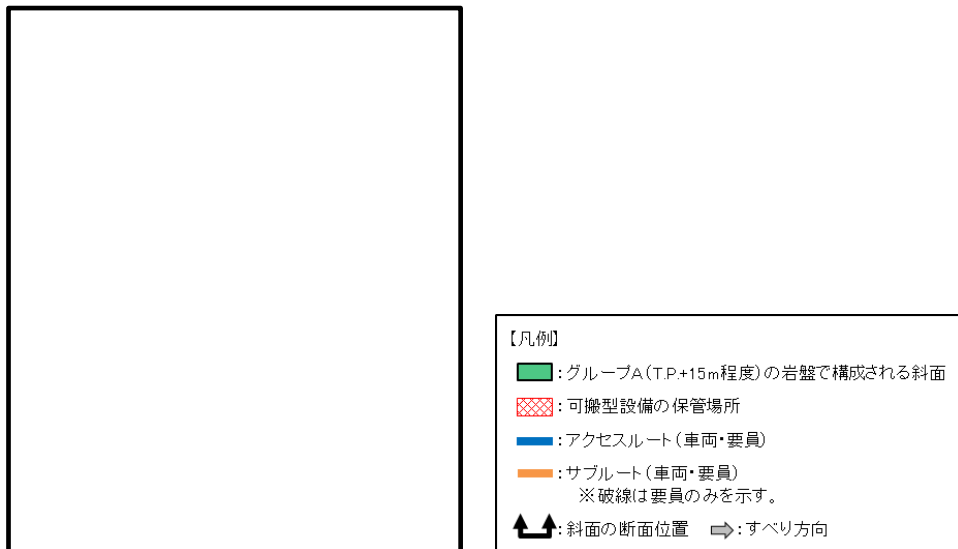 【凡例】
：グループA（T.P.+15m程度）の岩盤で構成される斜面
：可搬型設備の保管場所
：アクセスルート（車両・要員）
：サブルート（車両・要員）
※破線は要員のみを示す。
：斜面の断面位置 ：すべり方向